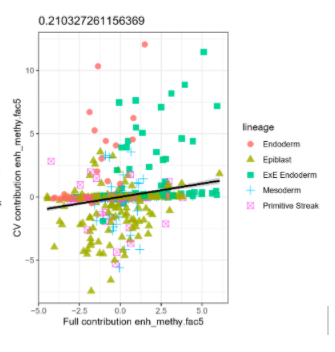 0.210327261156369
CV contribution enh_methy.fac5
10
5
0
−5
−5.0
−2.5
0.0
2.5
5.0
Full contribution enh_methy.fac5
lineage
Endoderm
Epiblast
ExE Endoderm
Mesoderm
Primitive Streak